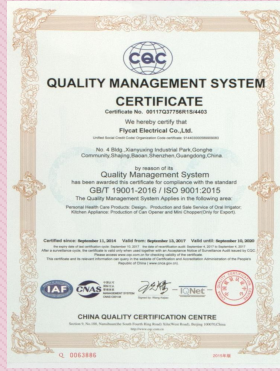 CQC
QUALITY MANAGEMENT SYSTEM
CERTIFICATE
Certificate No. 00117Q37756R1S/4403
We hereby certify that
Flycat Electrical Co.,Ltd.
No. 4 Bldg.,Xianyuxing Industrial Park,Gonghe
Community,Shajing,Baoan,Shenzhen,Guangdong,China
by reason of its
Quality Management System
has been awarded this certificate for compliance with the standard
GB/T 19001-2016 / ISO 9001:2015
The Quality Management System Applies in the following area:
Personal Health Care Products: Design, Production and Sale Service of Oral Irrigator;
Kitchen Appliance: Production of Can Opener and Mini Chopper(Only for Export)
Certified since: September 11, 2014 Valid from: September 13, 2017 Valid until: September 10, 2020
IAF
CNAS
IQNet
CHINA QUALITY CERTIFICATION CENTRE
0063886